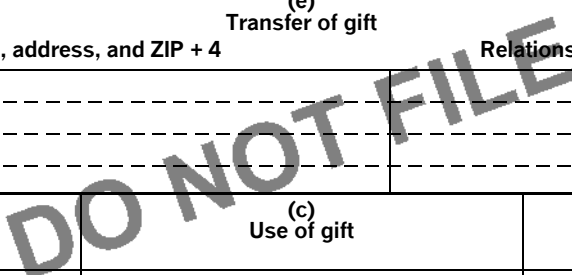 (e)
Transfer of gift
, address, and ZIP + 4 Relations
DO NOT FILE
(c)
Use of gift